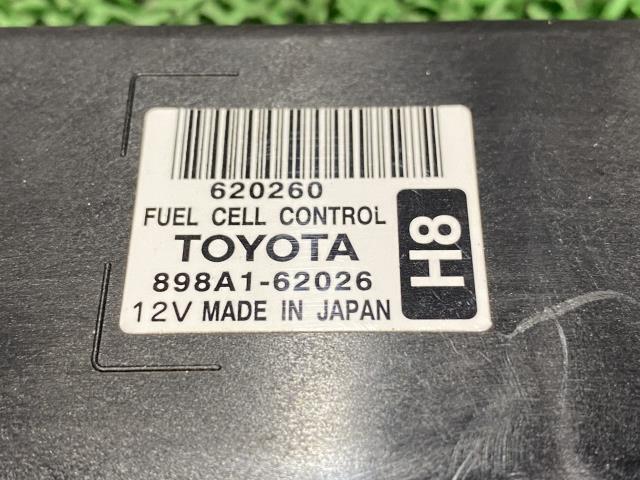 620260
FUEL CELL CONTROL
TOYOTA
898A1-62026
12V MADE IN JAPAN
H8